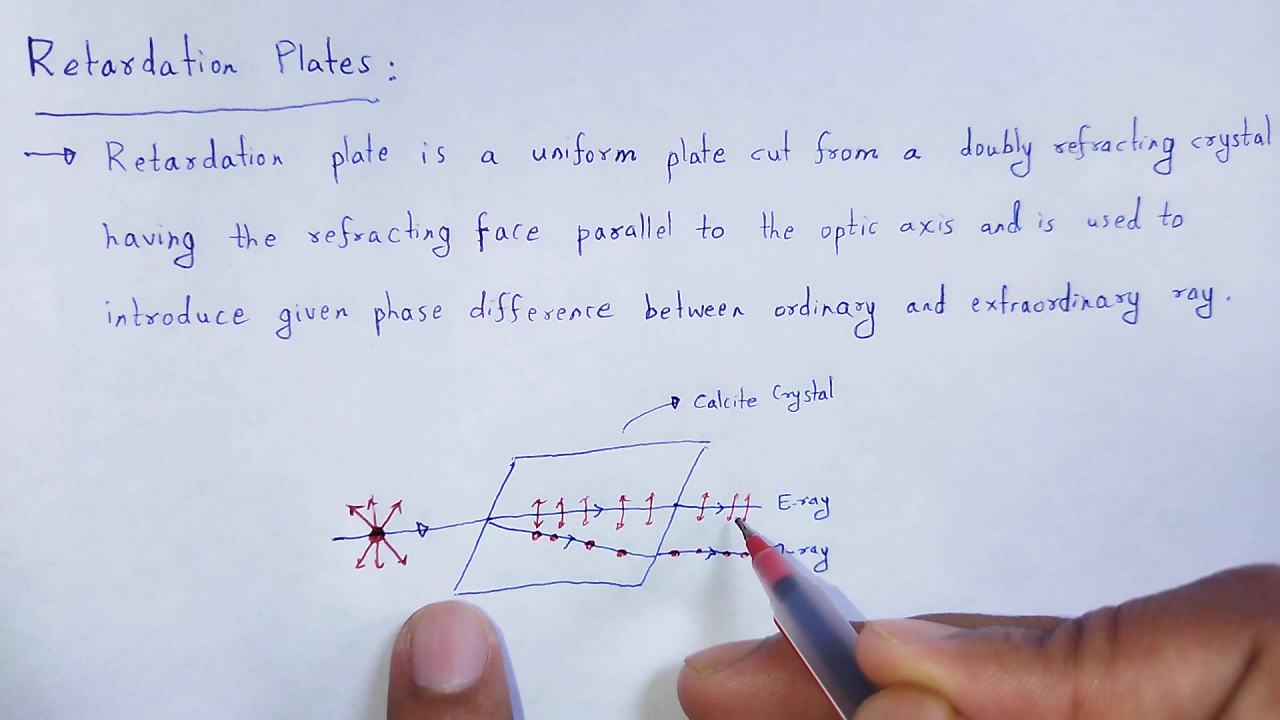 Retardation Plates:
→ Retardation plate is a uniform plate cut from a doubly refracting crystal
having the refracting face parallel to the optic axis and is used to
introduce given phase difference between ordinary and extraordinary ray.
Calcite Crystal
E-ray
-ray